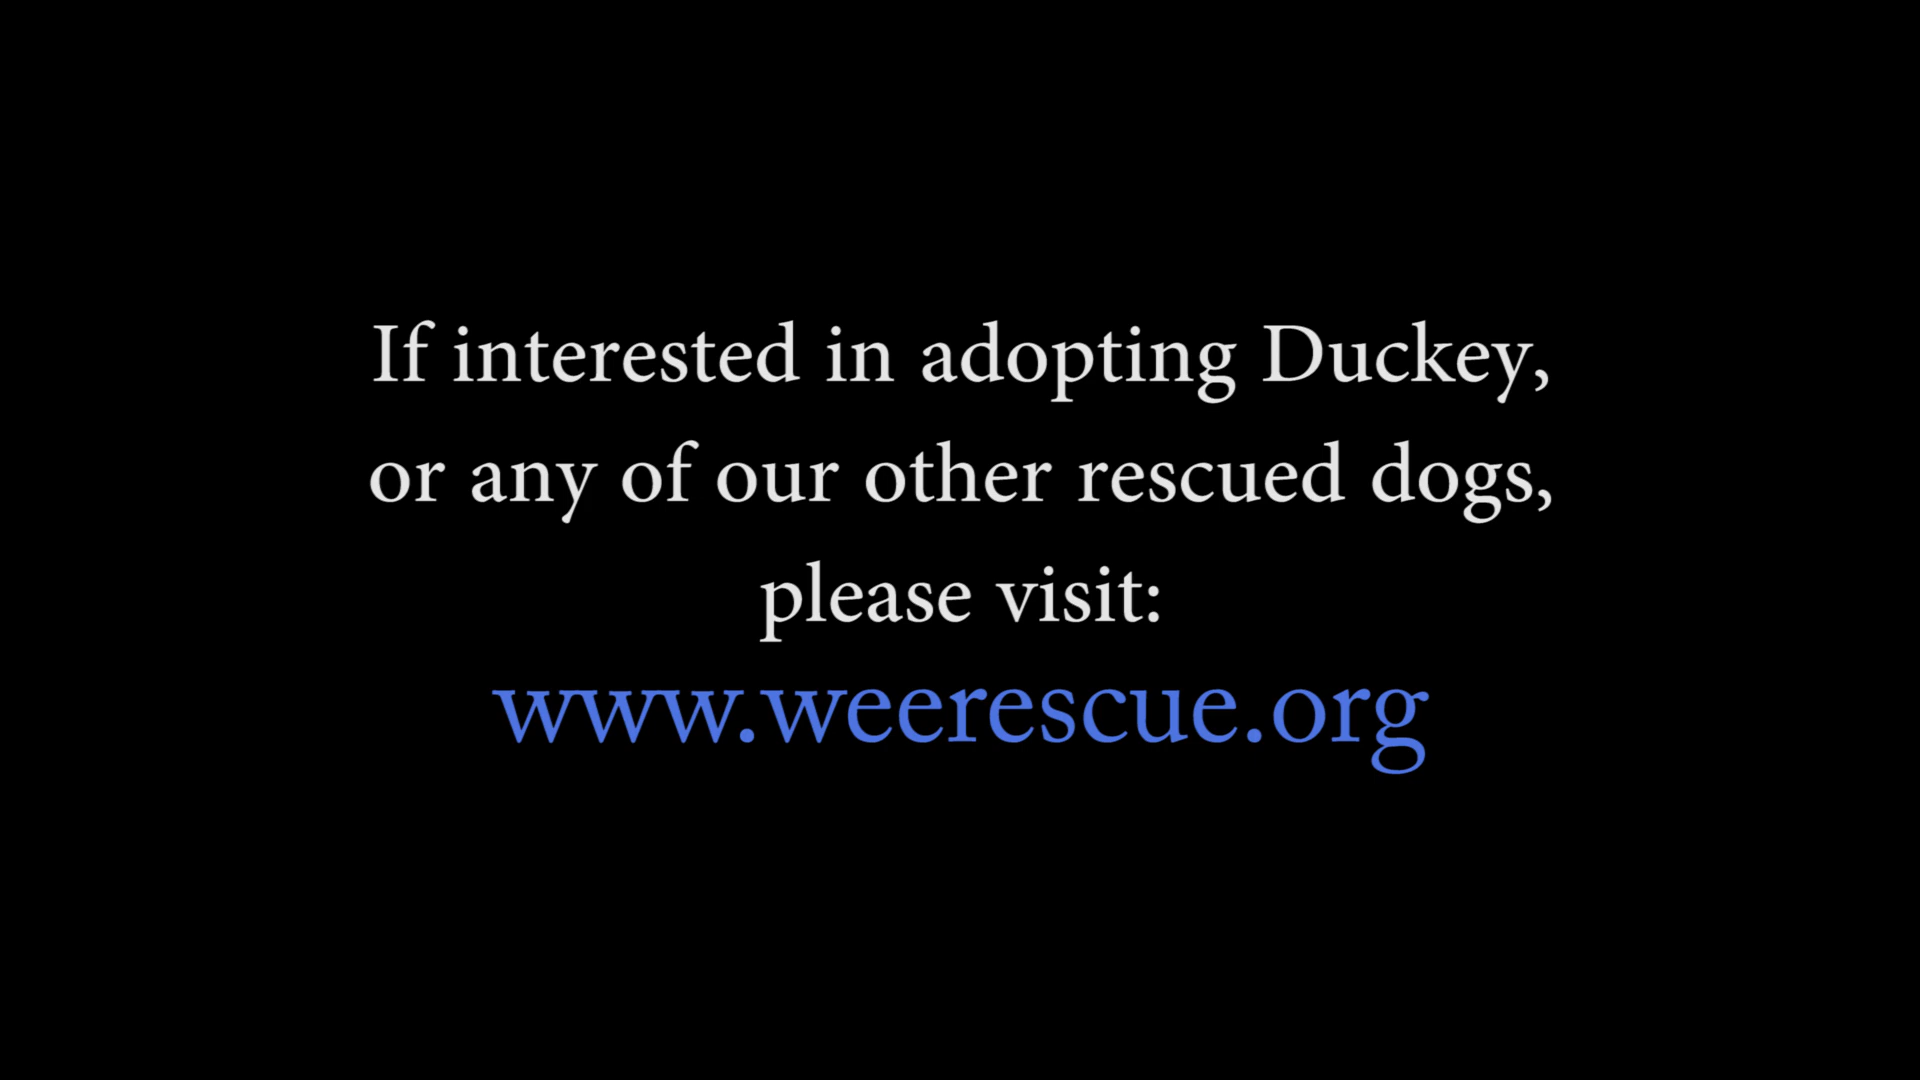 If interested in adopting Duckey,
or any of our other rescued dogs,
please visit:
www.weerescue.org